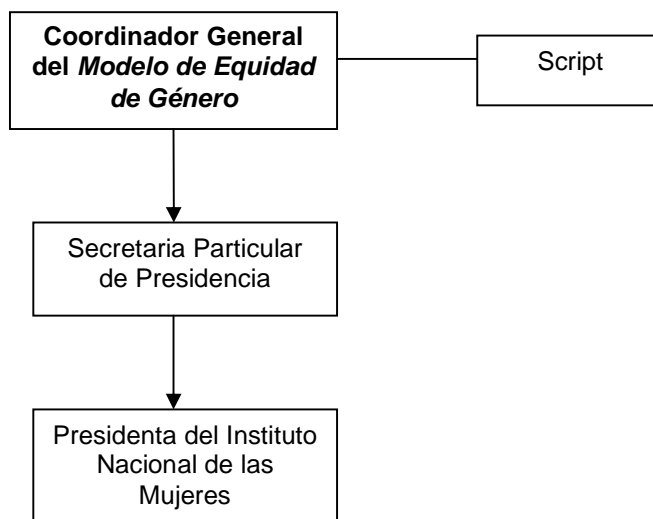 Coordinador General
del Modelo de Equidad
de Género
Script
Secretaria Particular
de Presidencia
Presidenta del Instituto
Nacional de las
Mujeres